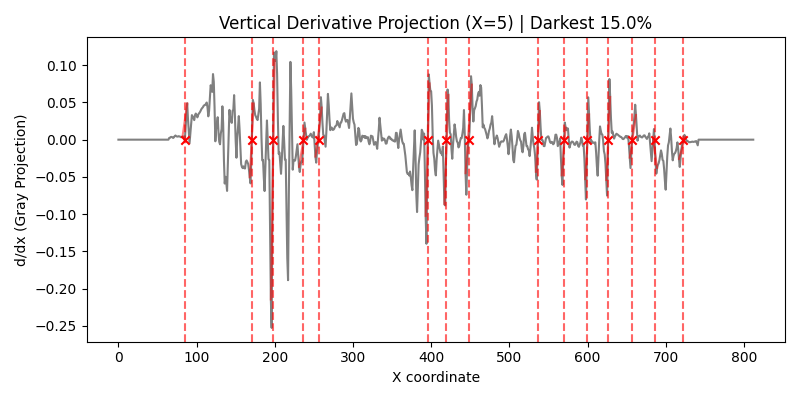 Vertical Derivative Projection (X=5) | Darkest 15.0%
d/dx (Gray Projection)
0.10
0.05
0.00
−0.05
−0.10
−0.15
−0.20
−0.25
0 100 200 300 400 500 600 700 800
X coordinate